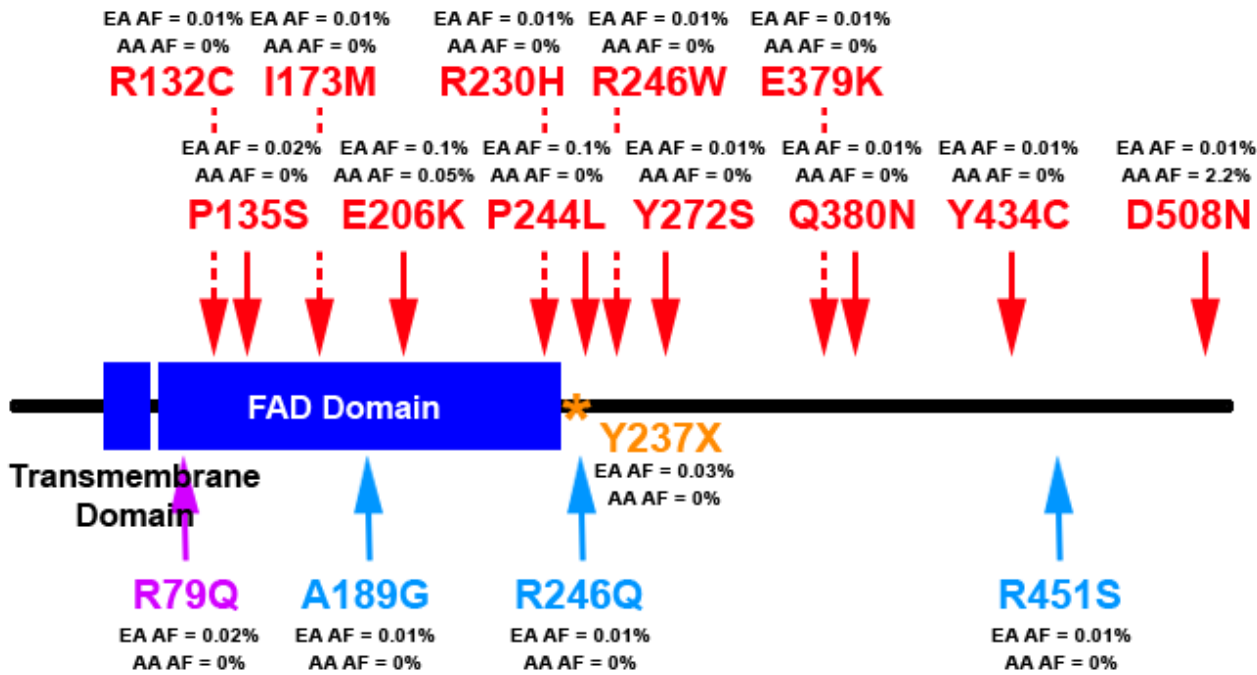 EA AF = 0.01% EA AF = 0.01% EA AF = 0.01% EA AF = 0.01% EA AF = 0.01%
AA AF = 0% AA AF = 0% AA AF = 0% AA AF = 0% AA AF = 0%
R132C I173M R230H R246W E379K
EA AF = 0.02% EA AF = 0.1% EA AF = 0.1% EA AF = 0.01% EA AF = 0.01% EA AF = 0.01% EA AF = 0.01%
AA AF = 0% AA AF = 0.05% AA AF = 0% AA AF = 0% AA AF = 0% AA AF = 0% AA AF = 2.2%
P135S E206K P244L Y272S Q380N Y434C D508N
FAD Domain
*
Y237X
EA AF = 0.03%
AA AF = 0%
Transmembrane
Domain
R79Q A189G R246Q R451S
EA AF = 0.02% EA AF = 0.01% EA AF = 0.01% EA AF = 0.01%
AA AF = 0% AA AF = 0% AA AF = 0% AA AF = 0%